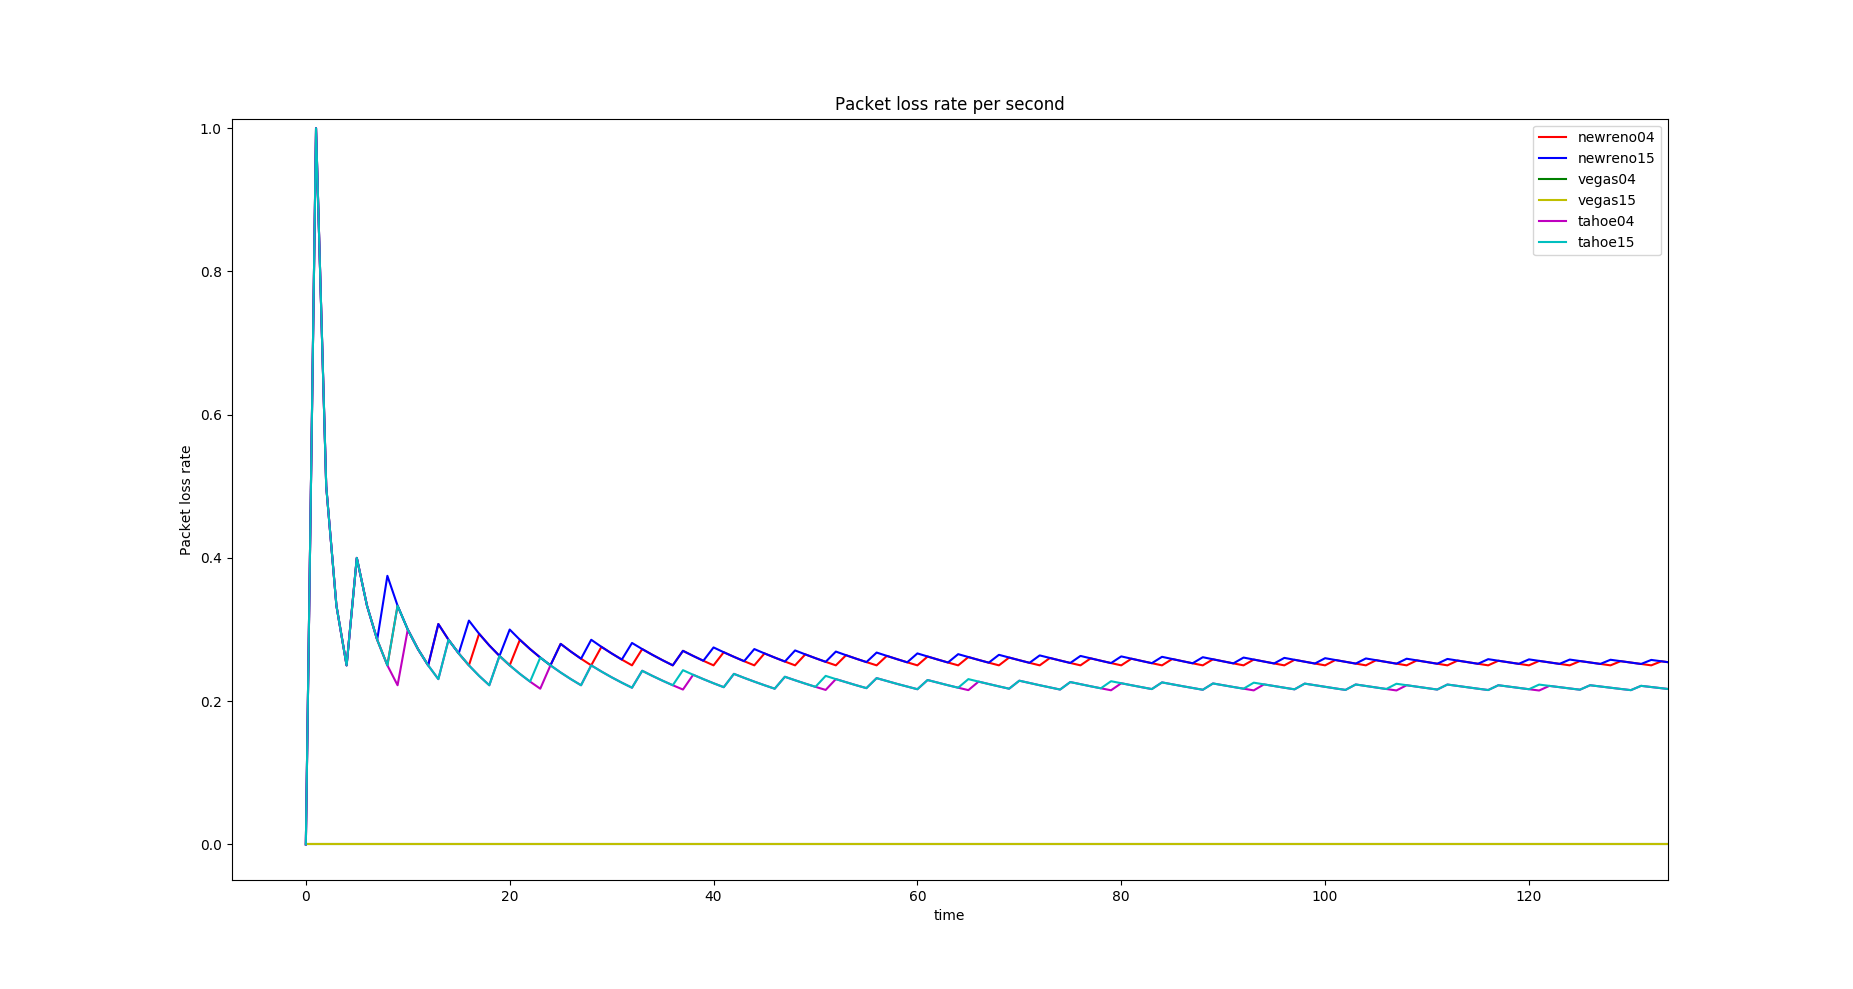 Packet loss rate per second
1.0
0.8
0.6
0.4
0.2
0.0
Packet loss rate
0 20 40 60 80 100 120
time
newreno04
newreno15
vegas04
vegas15
tahoe04
tahoe15